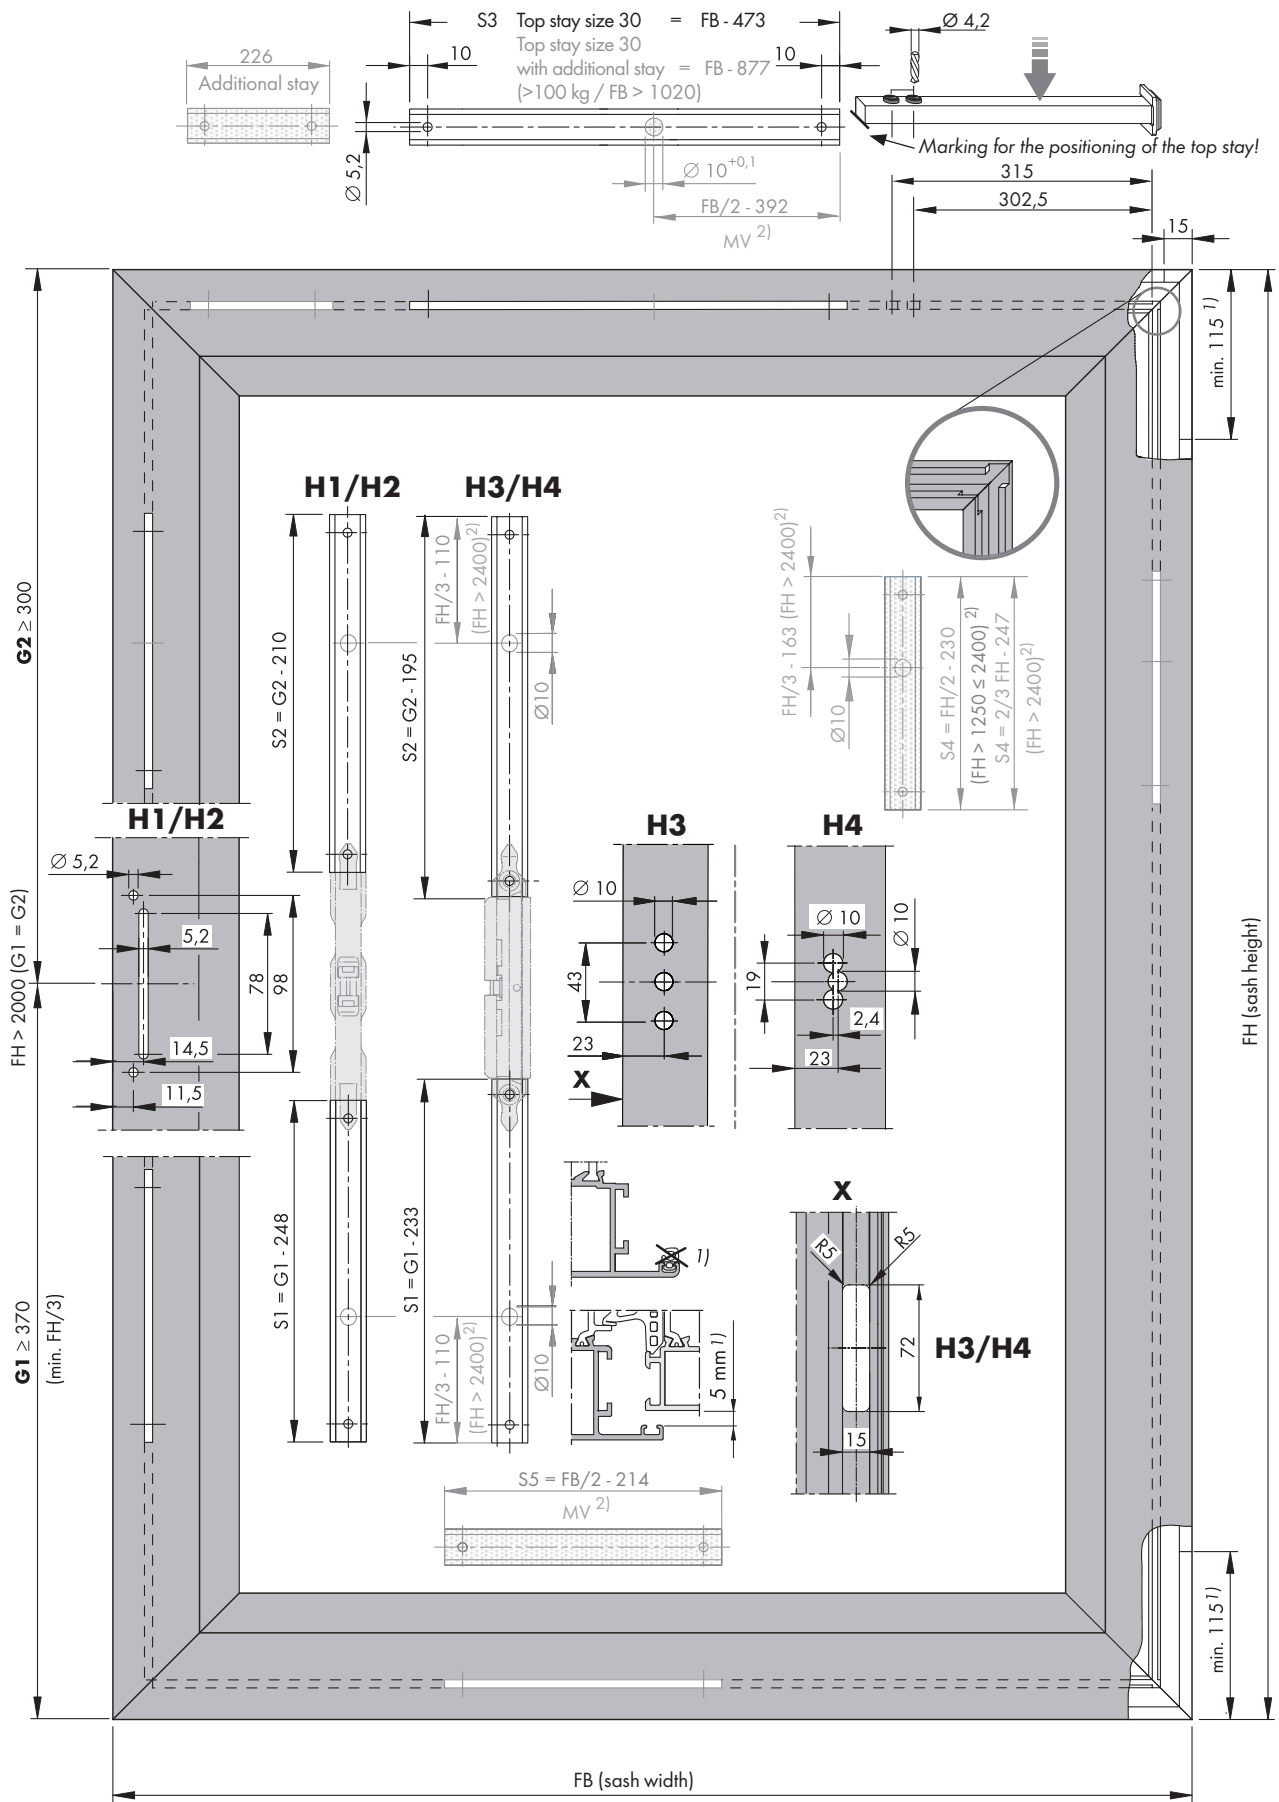 S3 Top stay size 30 = FB - 473
Top stay size 30
with additional stay = FB - 877
(>100 kg / FB > 1020)
226
Additional stay
10
10
Ø 4,2
Ø 5,2
Ø 10+0,1
FB/2 - 392
MV 2)
Marking for the positioning of the top stay!
315
302,5
15
min. 115 1)
G2 ≥ 300
FH > 2000 (G1 = G2)
G1 ≥ 370
(min. FH/3)
H1/H2
H3/H4
S2 = G2 - 210
S2 = G2 - 195
FH/3 - 110
(FH > 2400)2)
Ø10
FH/3 - 163 (FH > 2400)2)
Ø10
S4 = FH/2 - 230
(FH > 1250 ≤ 2400) 2)
S4 = 2/3 FH - 247
(FH > 2400)2)
H1/H2
Ø 5,2
5,2
78
98
14,5
11,5
H3
Ø 10
43
23
X
H4
Ø 10
Ø 10
19
2,4
23
FH (sash height)
S1 = G1 - 248
S1 = G1 - 233
FH/3 - 110
(FH > 2400)2)
Ø10
1)
5 mm 1)
X
R5
R5
72
H3/H4
15
S5 = FB/2 - 214
MV 2)
min. 115 1)
FB (sash width)